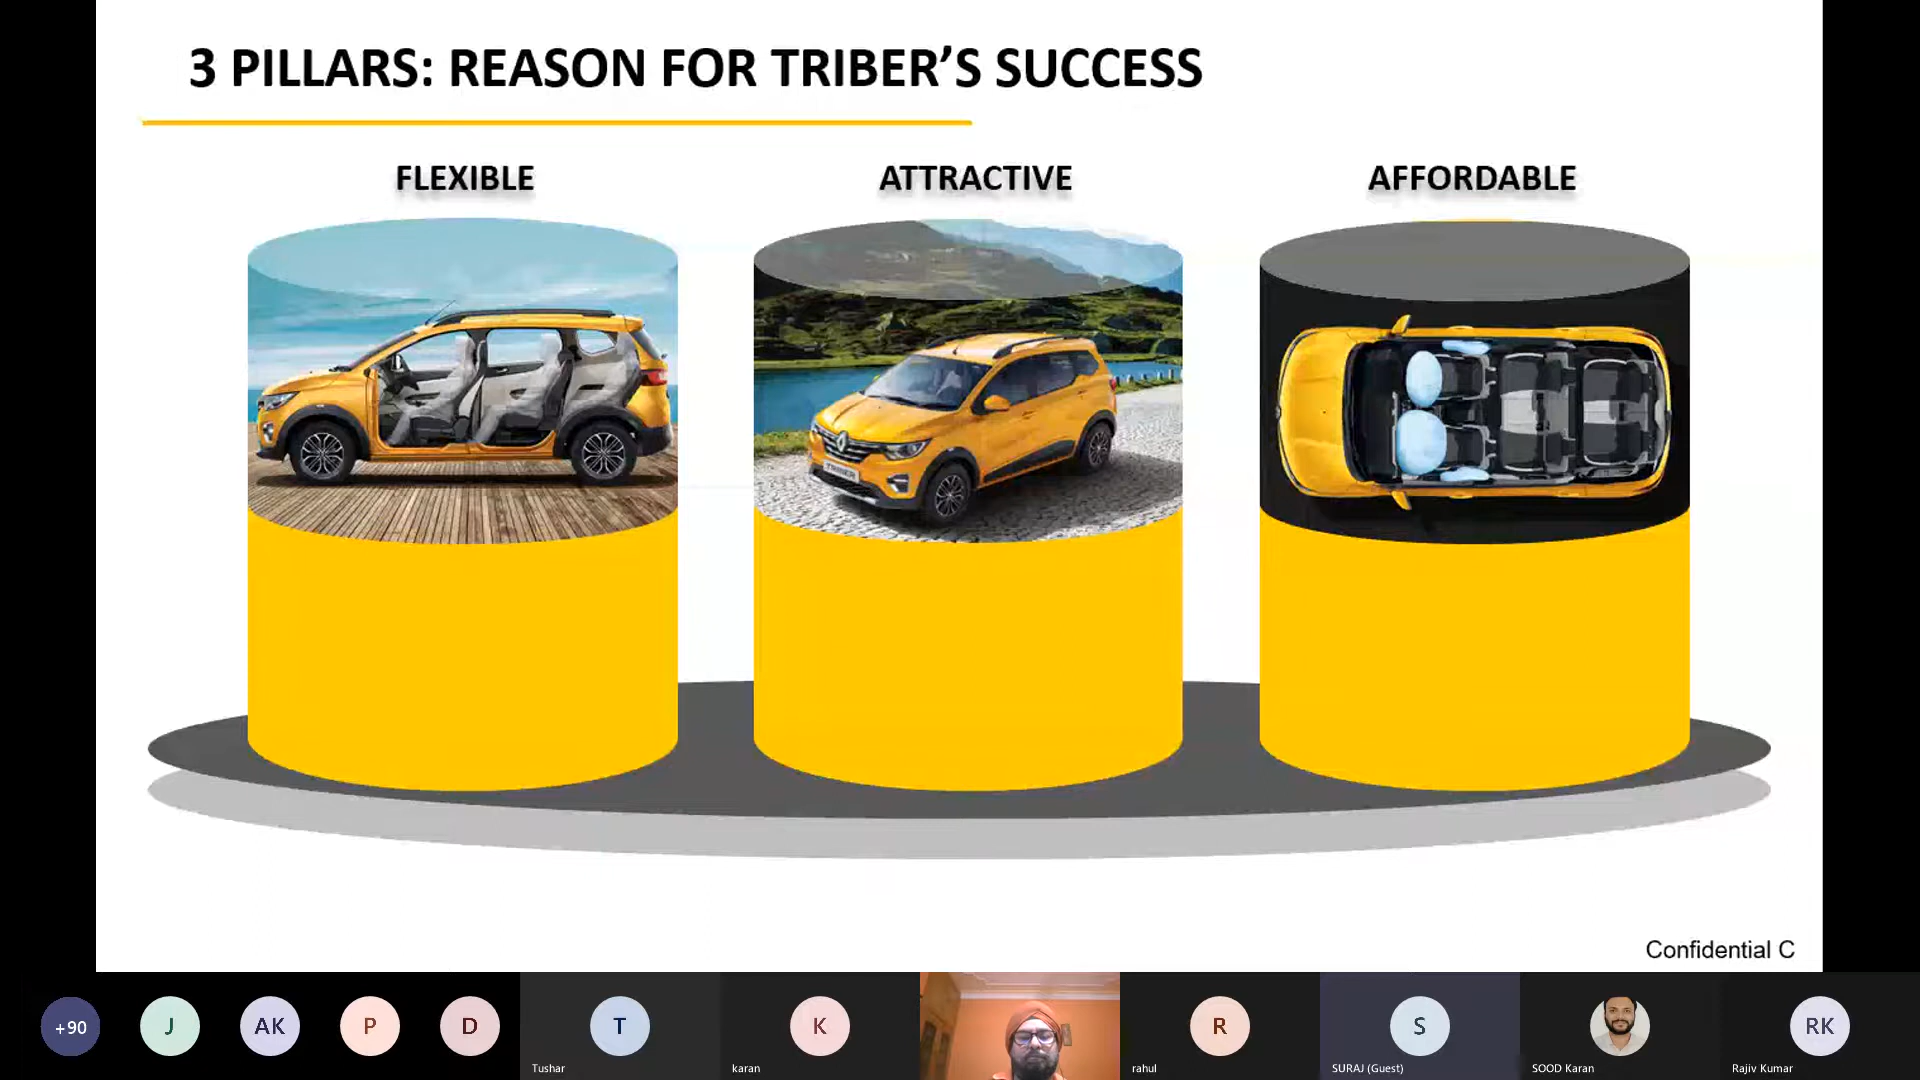 3 PILLARS: REASON FOR TRIBER’S SUCCESS
FLEXIBLE
ATTRACTIVE
AFFORDABLE
TRIBER
Confidential C
+90
J
AK
P
D
T
K
R
S
RK
Tushar
karan
rahul
SURAJ (Guest)
SOOD Karan
Rajiv Kumar